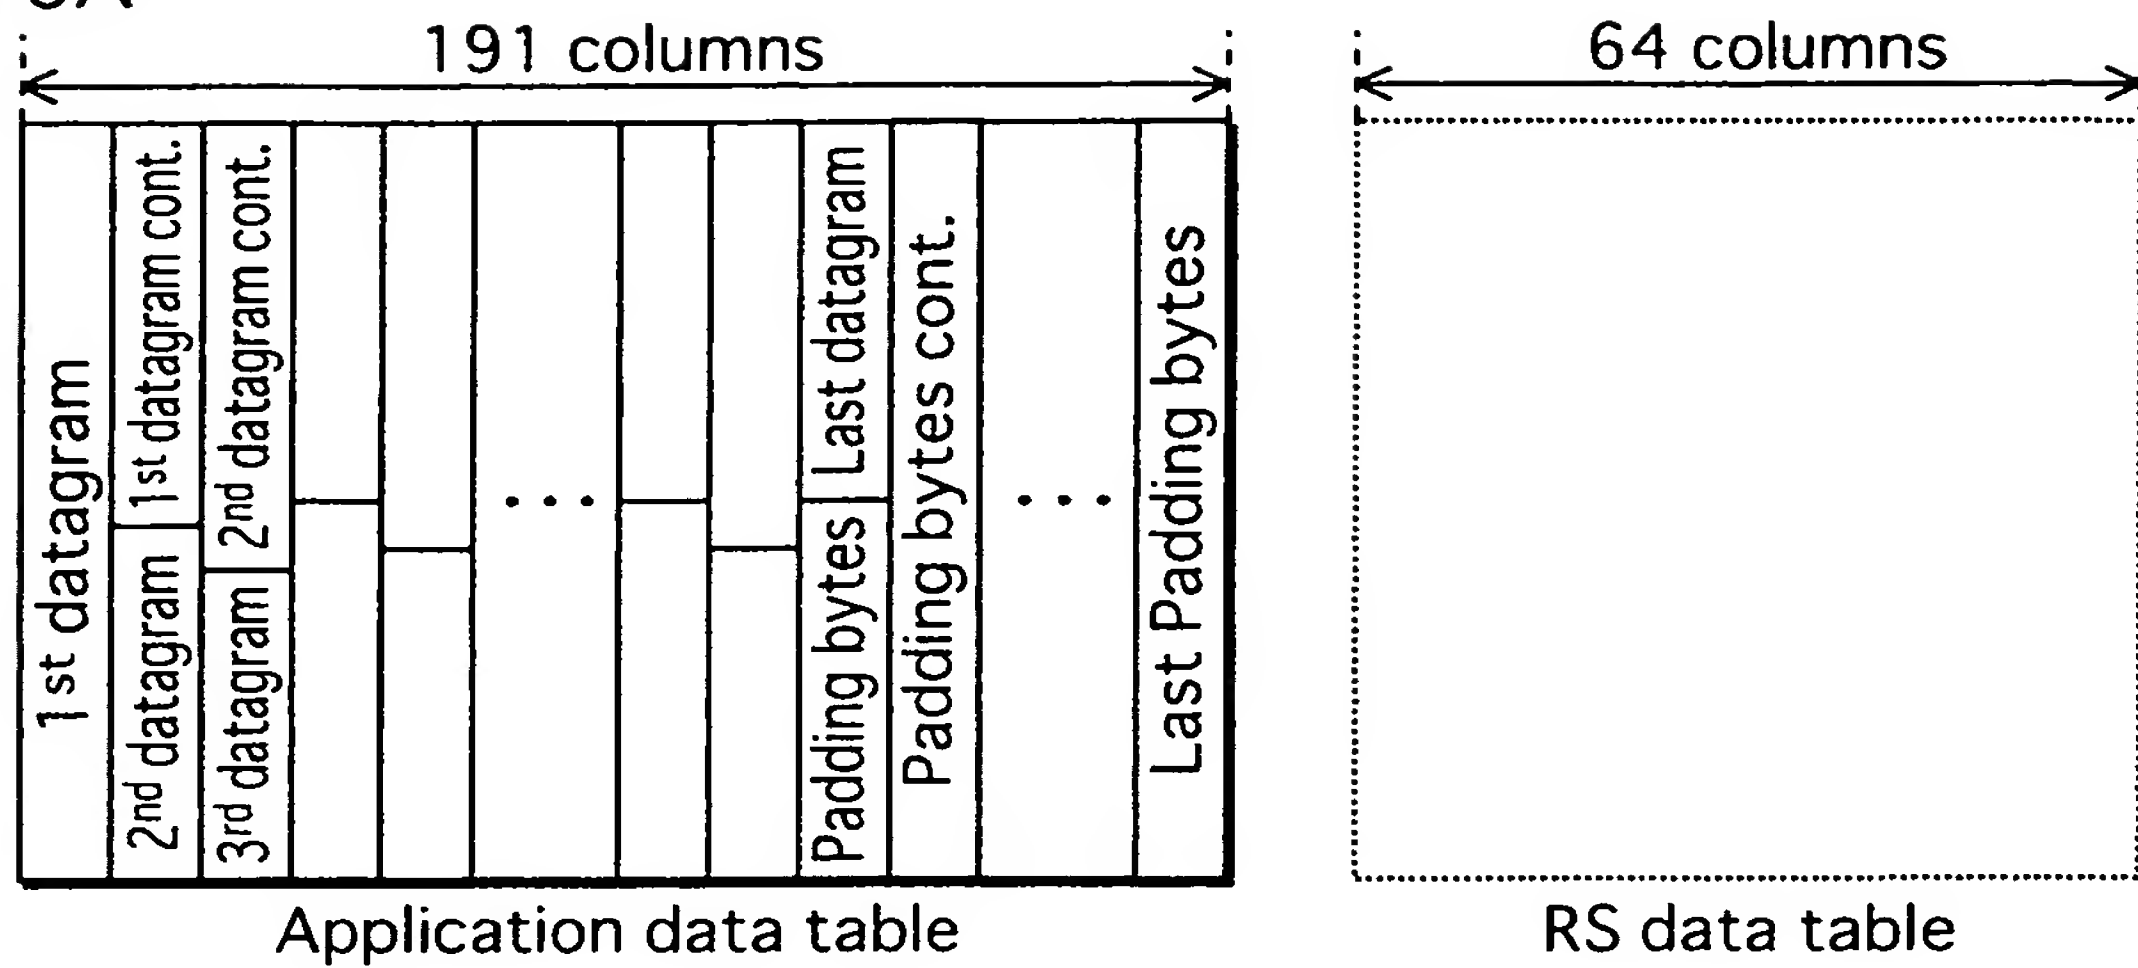 191 columns
64 columns
1st datagram
1st datagram cont.
2nd datagram
2nd datagram cont.
3rd datagram
. . .
Last datagram
Padding bytes
Padding bytes cont.
. . .
Last Padding bytes
Application data table
RS data table